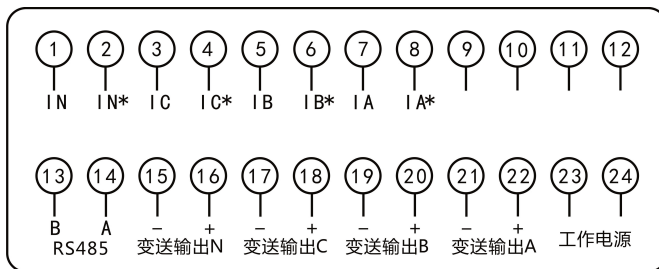 1 2 3 4 5 6 7 8 9 10 11 12
IN IN* IC IC* IB IB* IA IA*
13 14 15 16 17 18 19 20 21 22 23 24
B A − + − + − + − +
RS485 变送输出N 变送输出C 变送输出B 变送输出A 工作电源